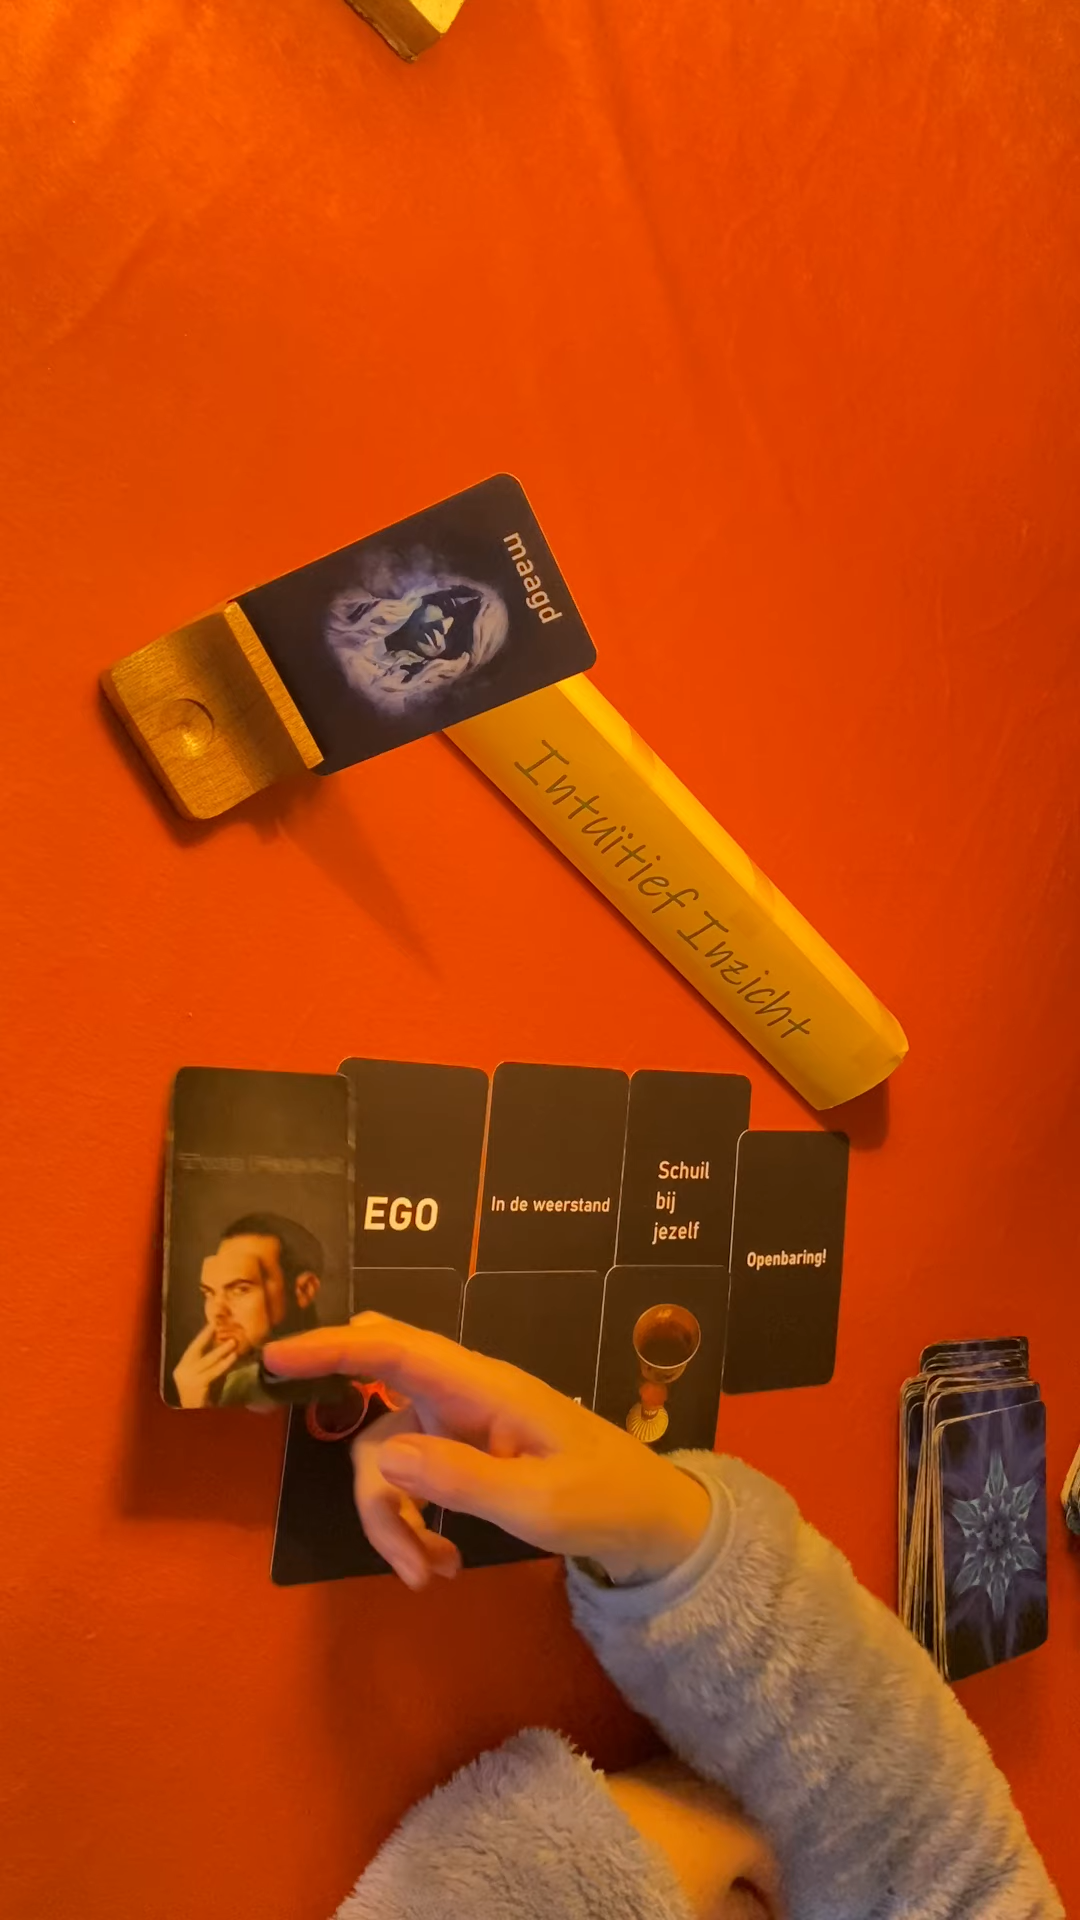 maagd
Intuïtief Inzicht
EGO
In de weerstand
Schuil
bij
jezelf
Openbaring!